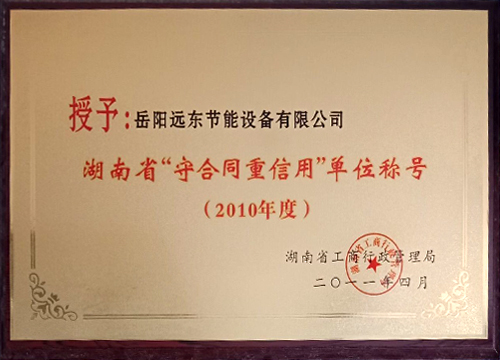 授予：岳阳远东节能设备有限公司
湖南省“守合同重信用”单位称号
（2010年度）
湖南省工商行政管理局
二〇一一年四月